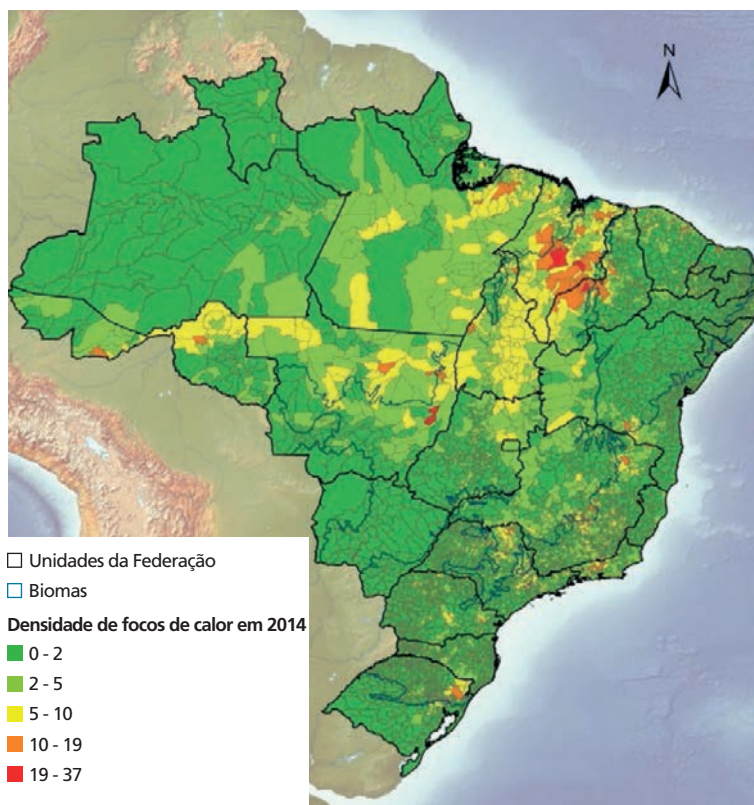 N
Unidades da Federação
Biomas
Densidade de focos de calor em 2014
0 - 2
2 - 5
5 - 10
10 - 19
19 - 37